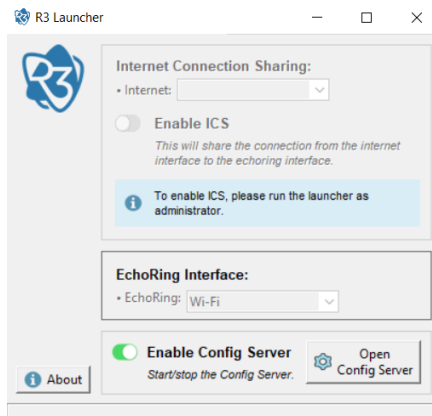 R3 Launcher
R3
Internet Connection Sharing:
• Internet:
Enable ICS
This will share the connection from the internet
interface to the echoring interface.
To enable ICS, please run the launcher as
administrator.
EchoRing Interface:
• EchoRing: Wi-Fi
Enable Config Server
Start/stop the Config Server.
Open
Config Server
About